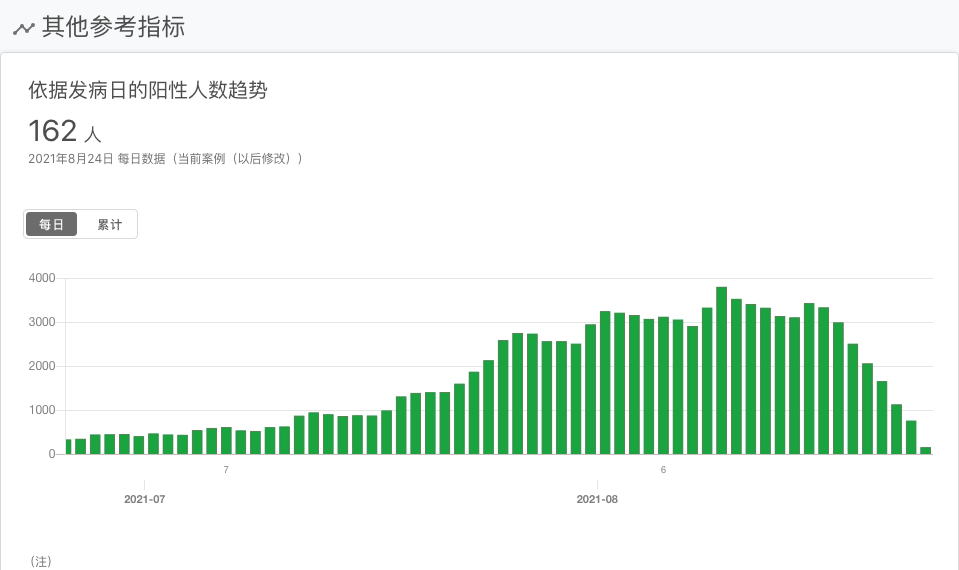 其他参考指标
依据发病日的阳性人数趋势
162 人
2021年8月24日 每日数据（当前案例（以后修改））
每日 累计
4000
3000
2000
1000
0
7 6
2021-07 2021-08
（注）